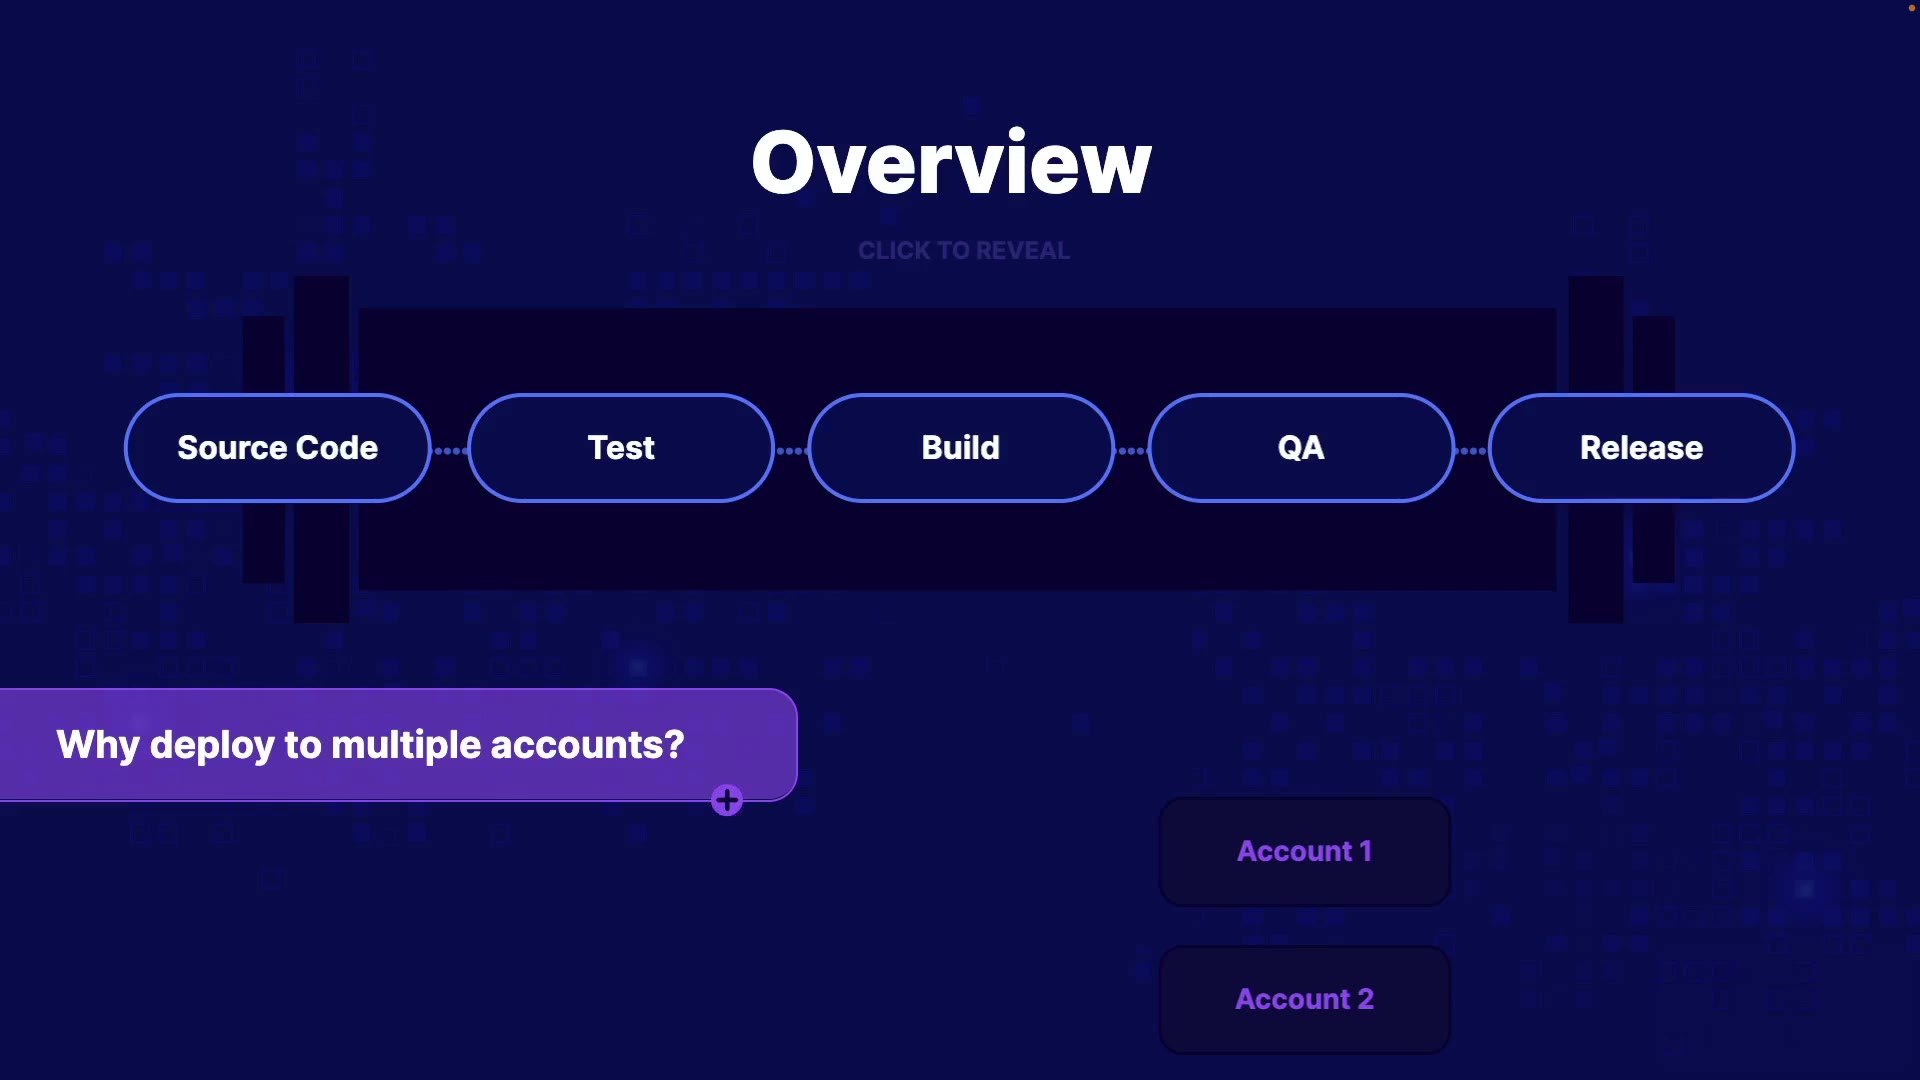 Overview
CLICK TO REVEAL
Source Code
Test
Build
QA
Release
Why deploy to multiple accounts?
Account 1
Account 2